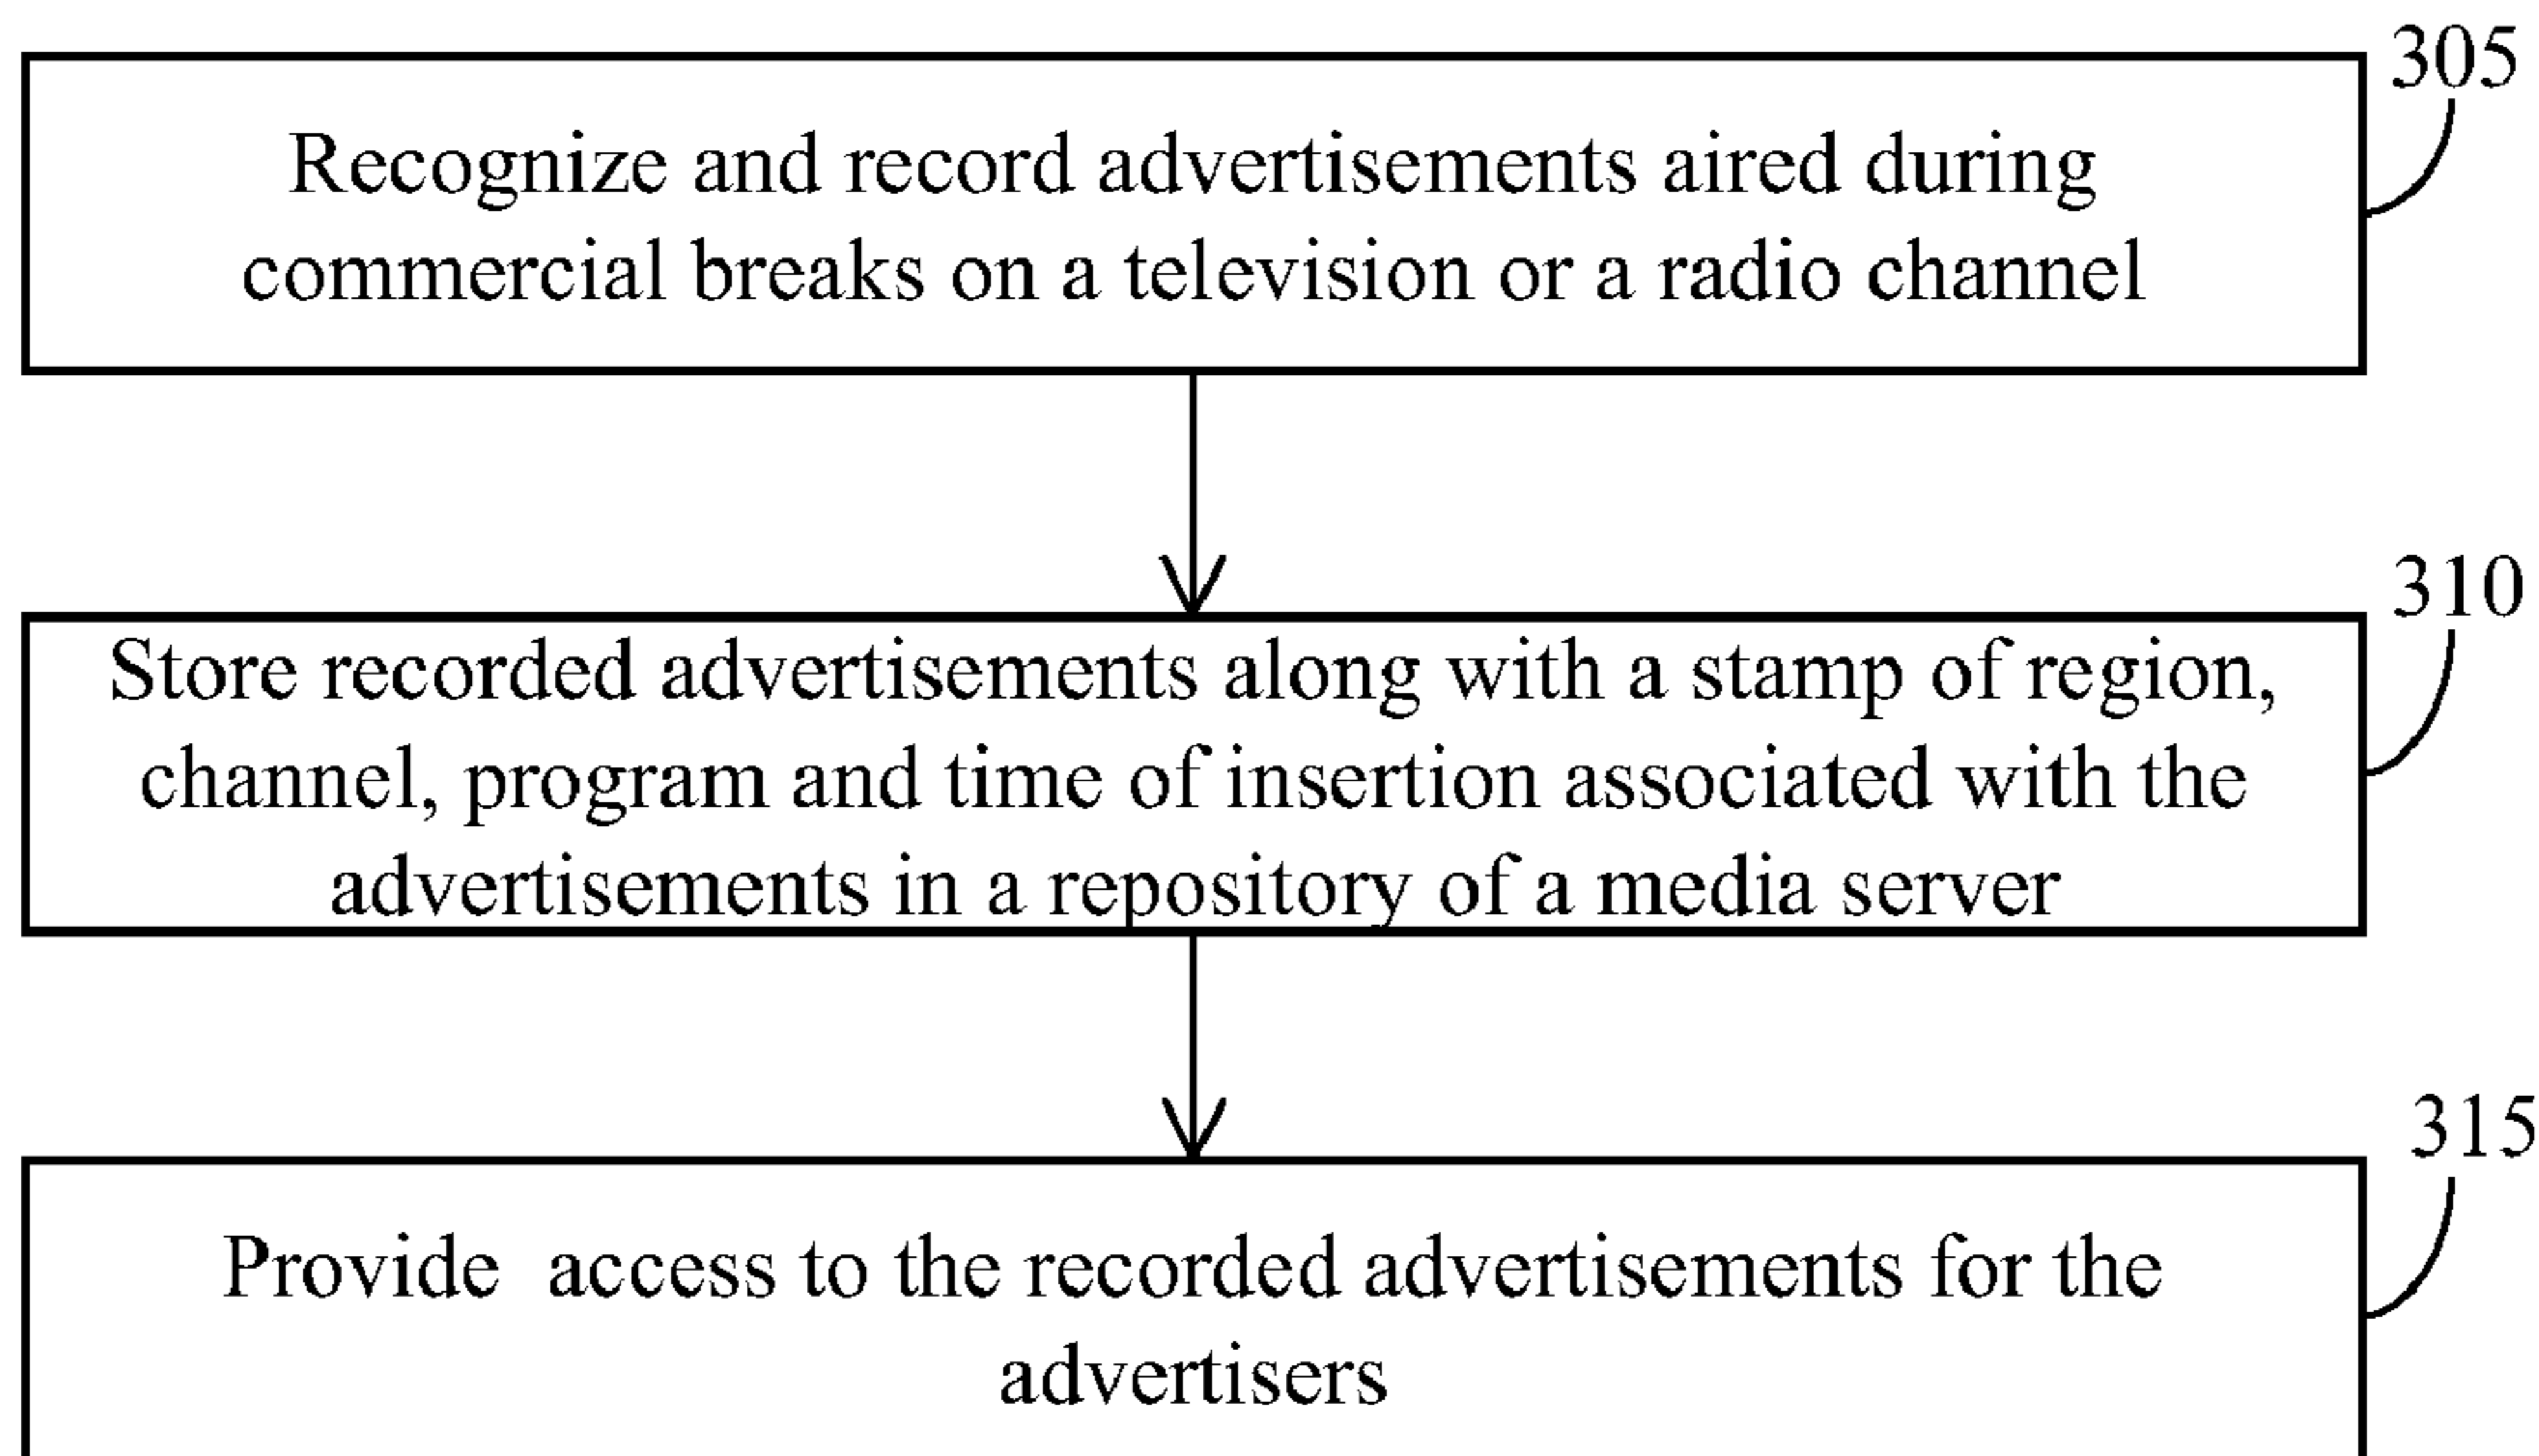 305
Recognize and record advertisements aired during
commercial breaks on a television or a radio channel
310
Store recorded advertisements along with a stamp of region,
channel, program and time of insertion associated with the
advertisements in a repository of a media server
315
Provide  access to the recorded advertisements for the
advertisers